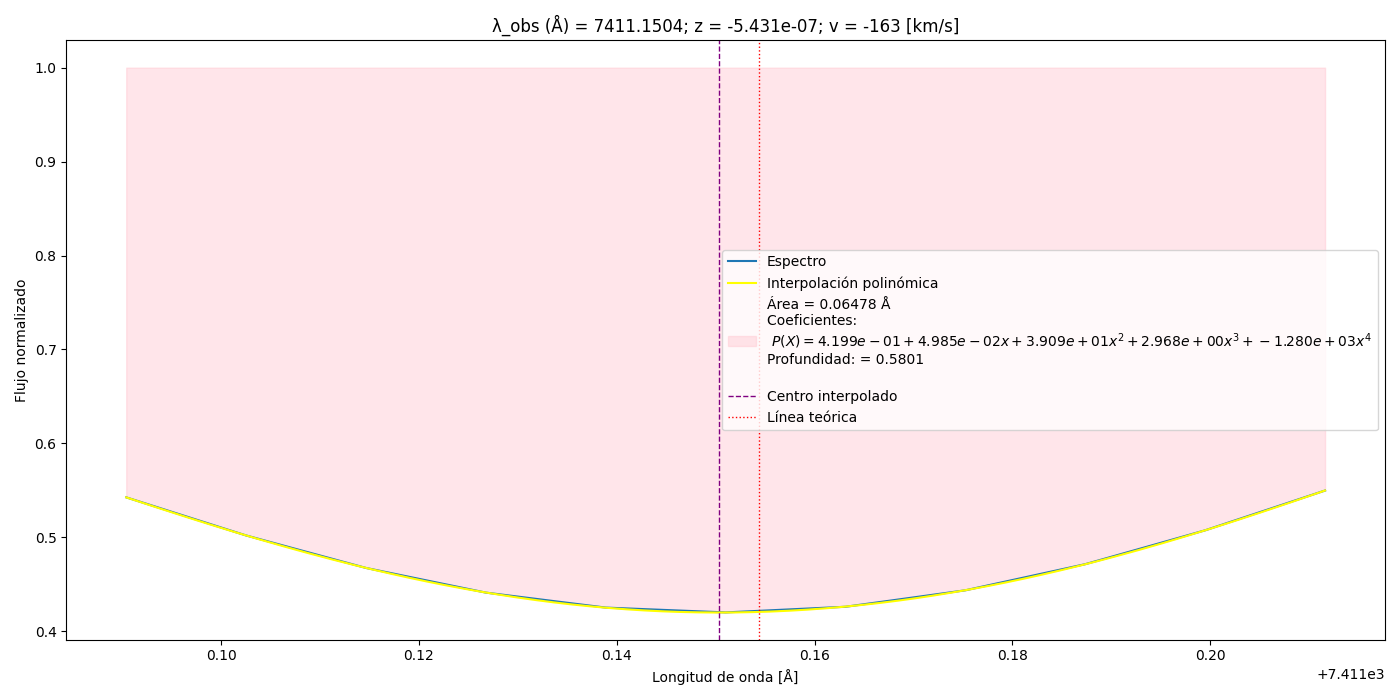 λ_obs (Å) = 7411.1504; z = -5.431e-07; v = -163 [km/s]
Flujo normalizado
1.0
0.9
0.8
0.7
0.6
0.5
0.4
Espectro
Interpolación polinómica
Área = 0.06478 Å
Coeficientes:
P(X) = 4.199e − 01 + 4.985e − 02x + 3.909e + 01x² + 2.968e + 00x³ + − 1.280e + 03x⁴
Profundidad: = 0.5801
Centro interpolado
Línea teórica
0.10 0.12 0.14 0.16 0.18 0.20
+7.411e3
Longitud de onda [Å]